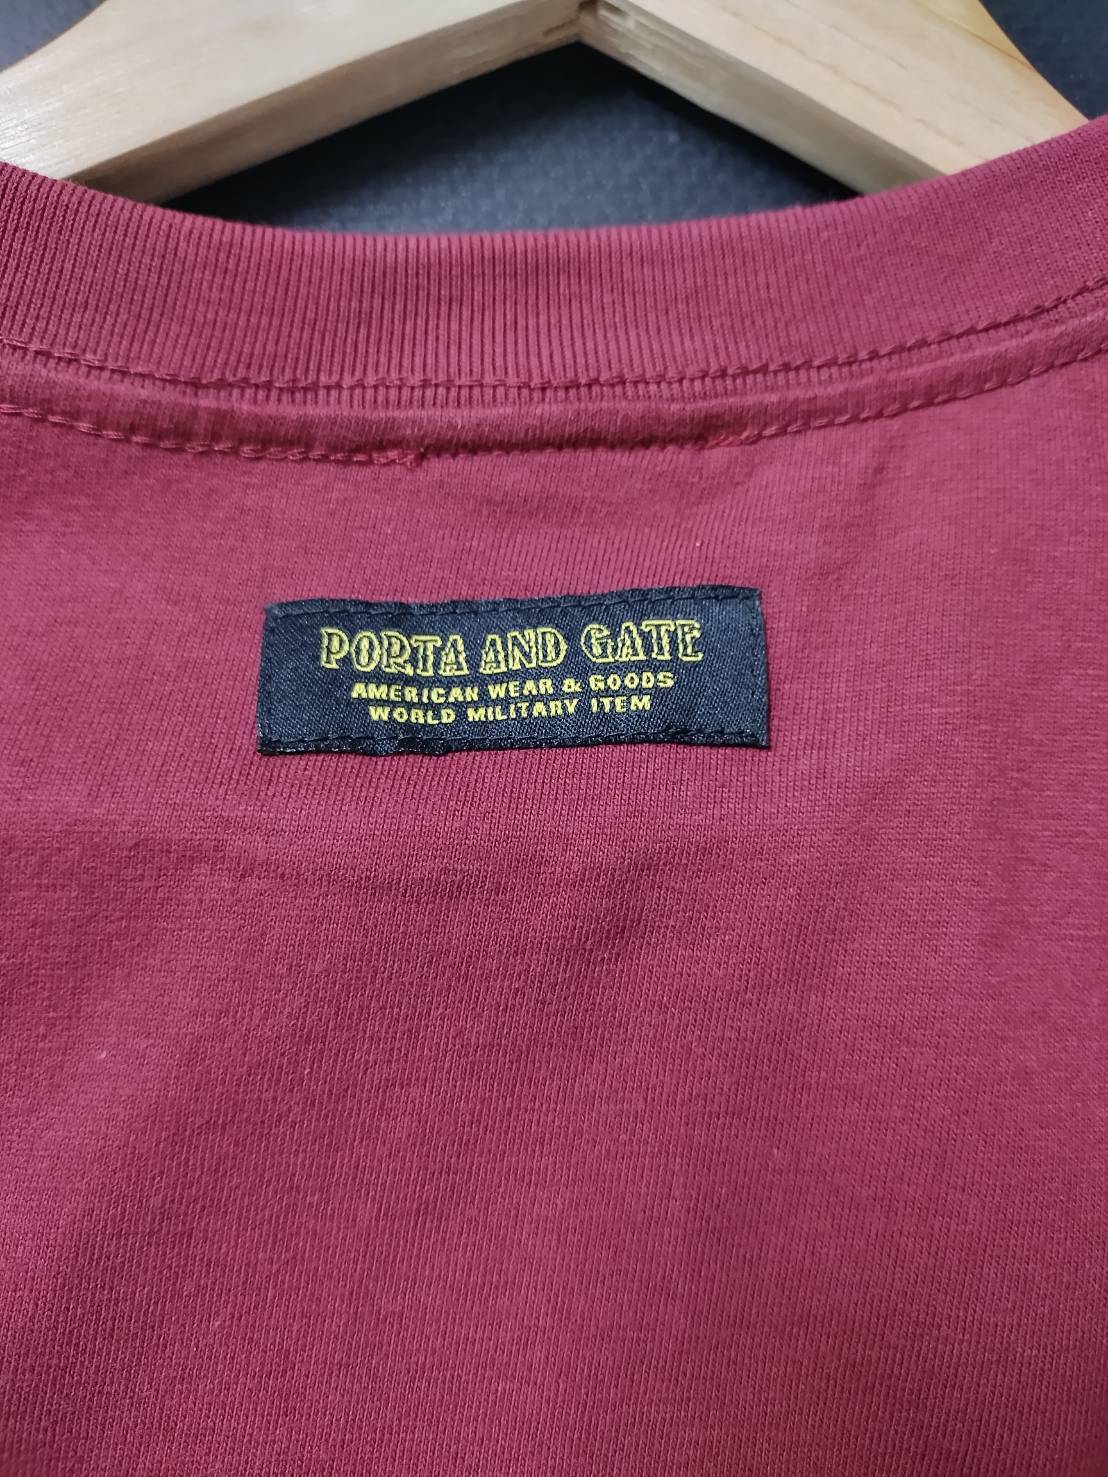 PORTA AND GATE
AMERICAN WEAR & GOODS
WORLD MILITARY ITEM